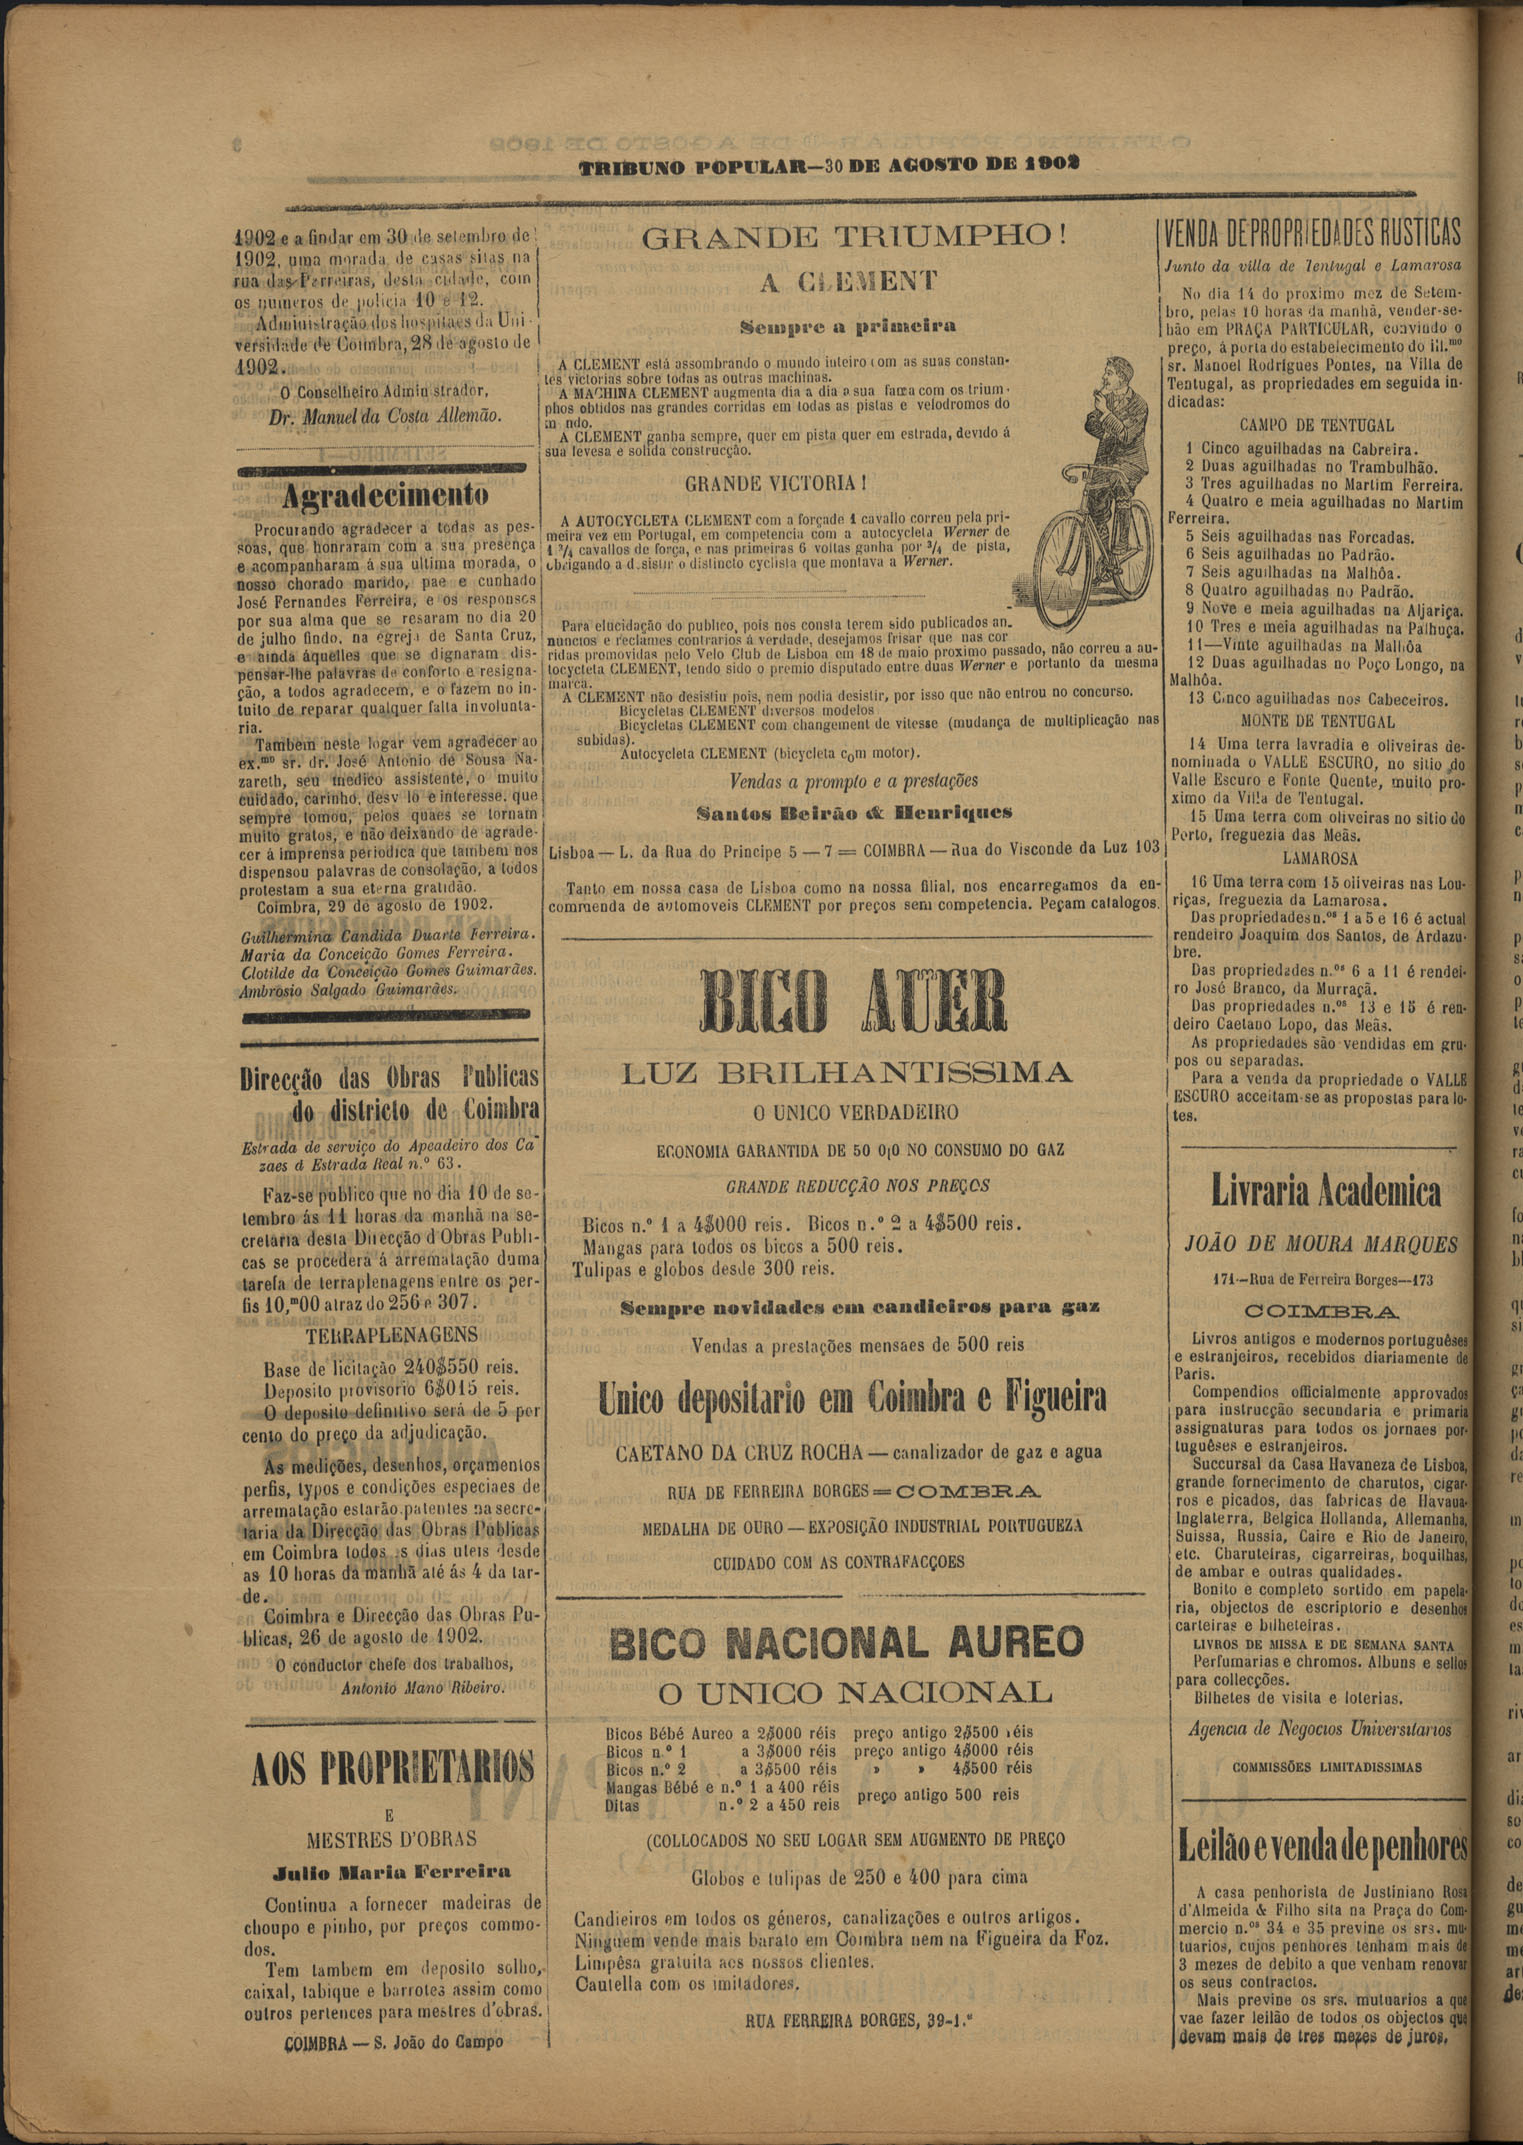 TRIBUNO POPULAR—30 DE AGOSTO DE 1902
1902 e a findar em 30 de setembro de
1902, uma morada de casas sitas na
rua das Parreiras, desta cidade, com
os numeros de policia 10 e 12.
Administração dos hospitaes da Uni-
versidade de Coimbra, 28 de agosto de
1902.
O Conselheiro Administrador,
Dr. Manuel da Costa Allemão.
Agradecimento
Procurando agradecer a todas as pes-
soas, que honraram com a sua presença
e acompanharam á sua ultima morada, o
nosso chorado marido, pae e cunhado
José Fernandes Ferreira, e os responsos
por sua alma que se resaram no dia 20
de julho findo, na egreja de Santa Cruz,
e ainda áquelles que se dignaram dis-
pensar-lhe palavras de conforto e resigna-
ção, a todos agradecem, e o fazem no in-
tuito de reparar qualquer falta involunta-
ria.
Tambem neste logar vem agradecer ao
ex.mo sr. dr. José Antonio de Sousa Na-
zareth, seu medico assistente, o muito
cuidado, carinho, desv lo e interesse, que
sempre tomou, pelos quaes se tornam
muito gratos, e não deixando de agrade-
cer á imprensa periodica que tambem nos
dispensou palavras de consolação, a todos
protestam a sua eterna gratidão.
Coimbra, 29 de agosto de 1902.
Guilhermina Candida Duarte Ferreira.
Maria da Conceição Gomes Ferreira.
Clotilde da Conceição Gomes Guimarães.
Ambrosio Salgado Guimarães.
Direcção das Obras Publicas
do districto de Coimbra
Estrada de serviço do Apeadeiro dos Ca-
zaes á Estrada Real n.º 63.
Faz-se publico que no dia 10 de se-
tembro ás 11 horas da manhã na se-
cretaria desta Direcção d'Obras Publi-
cas se procederá á arrematação duma
tarefa de terraplenagens entre os per-
fis 10,m00 atraz do 256 e 307.
TERRAPLENAGENS
Base de licitação 240$550 reis.
Deposito provisorio 6$015 reis.
O deposito definitivo será de 5 por
cento do preço da adjudicação.
As medições, desenhos, orçamentos
perfis, typos e condições especiaes de
arrematação estarão patentes na secre-
taria da Direcção das Obras Publicas
em Coimbra todos s dias uteis desde
as 10 horas da manhã até ás 4 da tar-
de.
Coimbra e Direcção das Obras Pu-
blicas, 26 de agosto de 1902.
O conductor chefe dos trabalhos,
Antonio Mano Ribeiro.
AOS PROPRIETARIOS
E
MESTRES D'OBRAS
Julio Maria Ferreira
Continua a fornecer madeiras de
choupo e pinho, por preços commo-
dos.
Tem tambem em deposito solho,
caixal, tabique e barrotes assim como
outros pertences para mestres d'obras.
COIMBRA — S. João do Campo
GRANDE TRIUMPHO!
A CLEMENT
Sempre a primeira
A CLEMENT está assombrando o mundo inteiro com as suas constan-
tes victorias sobre todas as outras machinas.
A MACHINA CLEMENT augmenta dia a dia a sua fama com os trium-
phos obtidos nas grandes corridas em todas as pistas e velodromos do
m ndo.
A CLEMENT ganha sempre, quer em pista quer em estrada, devido á
sua levesa e solida construcção.
GRANDE VICTORIA!
A AUTOCYCLETA CLEMENT com a forçade 1 cavallo correu pela pri-
meira vez em Portugal, em competencia com a autocycleta Werner de
1 3/4 cavallos de força, e nas primeiras 6 voltas ganha por 3/4 de pista,
obrigando a d sistir o distincto cyclista que montava a Werner.
Para elucidação do publico, pois nos consta terem sido publicados an-
nuncios e reclames contrarios á verdade, desejamos frisar que nas cor
ridas promovidas pelo Velo Club de Lisboa em 18 de maio proximo passado, não correu a au-
tocycleta CLEMENT, tendo sido o premio disputado entre duas Werner e portanto da mesma
marca.
A CLEMENT não desistiu pois, nem podia desistir, por isso que não entrou no concurso.
Bicycletas CLEMENT diversos modelos
Bicycletas CLEMENT com changement de vitesse (mudança de multiplicação nas
subidas).
Autocycleta CLEMENT (bicycleta com motor).
Vendas a prompto e a prestações
Santos Beirão & Henriques
Lisboa — L. da Rua do Principe 5 — 7 = COIMBRA — Rua do Visconde da Luz 103
Tanto em nossa casa de Lisboa como na nossa filial, nos encarregamos da en-
commenda de automoveis CLEMENT por preços sem competencia. Peçam catalogos.
BICO AUER
LUZ BRILHANTISSIMA
O UNICO VERDADEIRO
ECONOMIA GARANTIDA DE 50 0|0 NO CONSUMO DO GAZ
GRANDE REDUCÇÃO NOS PREÇOS
Bicos n.º 1 a 4$000 reis. Bicos n.º 2 a 4$500 reis.
Mangas para todos os bicos a 500 reis.
Tulipas e globos desde 300 reis.
Sempre novidades em candieiros para gaz
Vendas a prestações mensaes de 500 reis
Unico depositario em Coimbra e Figueira
CAETANO DA CRUZ ROCHA — canalizador de gaz e agua
RUA DE FERREIRA BORGES = COIMBRA
MEDALHA DE OURO — EXPOSIÇÃO INDUSTRIAL PORTUGUEZA
CUIDADO COM AS CONTRAFACÇOES
BICO NACIONAL AUREO
O UNICO NACIONAL
Bicos Bébé Aureo a 2$000 réis preço antigo 2$500 réis
Bicos n.º 1 a 3$000 réis preço antigo 4$000 réis
Bicos n.º 2 a 3$500 réis » » 4$500 réis
Mangas Bébé e n.º 1 a 400 réis
Ditas n.º 2 a 450 reis preço antigo 500 reis
(COLLOCADOS NO SEU LOGAR SEM AUGMENTO DE PREÇO
Globos e tulipas de 250 e 400 para cima
Candieiros em todos os géneros, canalizações e outros artigos.
Ninguem vende mais barato em Coimbra nem na Figueira da Foz.
Limpêsa gratuita aos nossos clientes.
Cautella com os imitadores.
RUA FERREIRA BORGES, 39-1.º
VENDA DE PROPRIEDADES RUSTICAS
Junto da villa de Tentugal e Lamarosa
No dia 14 do proximo mez de Setem-
bro, pelas 10 horas da manhã, vender-se-
hão em PRAÇA PARTICULAR, convindo o
preço, á porta do estabelecimento do ill.mo
sr. Manoel Rodrigues Pontes, na Villa de
Tentugal, as propriedades em seguida in-
dicadas:
CAMPO DE TENTUGAL
1 Cinco aguilhadas na Cabreira.
2 Duas aguilhadas no Trambulhão.
3 Tres aguilhadas no Martim Ferreira.
4 Quatro e meia aguilhadas no Martim
Ferreira.
5 Seis aguilhadas nas Forcadas.
6 Seis aguilhadas no Padrão.
7 Seis aguilhadas na Malhôa.
8 Quatro aguilhadas no Padrão.
9 Nove e meia aguilhadas na Aljariça.
10 Tres e meia aguilhadas na Palhuça.
11—Vinte aguilhadas na Malhôa
12 Duas aguilhadas no Poço Longo, na
Malhôa.
13 Cinco aguilhadas nos Cabeceiros.
MONTE DE TENTUGAL
14 Uma terra lavradia e oliveiras de-
nominada o VALLE ESCURO, no sitio do
Valle Escuro e Fonte Quente, muito pro-
ximo da Villa de Tentugal.
15 Uma terra com oliveiras no sitio do
Porto, freguezia das Meãs.
LAMAROSA
16 Uma terra com 15 oliveiras nas Lou-
riças, freguezia da Lamarosa.
Das propriedades n.os 1 a 5 e 16 é actual
rendeiro Joaquim dos Santos, de Ardazu-
bre.
Das propriedades n.os 6 a 11 é rendei-
ro José Branco, da Murraçã.
Das propriedades n.os 13 e 15 é ren-
deiro Caetano Lopo, das Meãs.
As propriedades são vendidas em gru-
pos ou separadas.
Para a venda da propriedade o VALLE
ESCURO acceitam-se as propostas para lo-
tes.
Livraria Academica
JOÃO DE MOURA MARQUES
171—Rua de Ferreira Borges—173
COIMBRA
Livros antigos e modernos portuguêses
e estranjeiros, recebidos diariamente de
Paris.
Compendios officialmente approvados
para instrucção secundaria e primaria
assignaturas para todos os jornaes por-
tuguêses e estranjeiros.
Succursal da Casa Havaneza de Lisboa,
grande fornecimento de charutos, cigar-
ros e picados, das fabricas de Havana
Inglaterra, Belgica Hollanda, Allemanha,
Suissa, Russia, Caire e Rio de Janeiro,
etc. Charuteiras, cigarreiras, boquilhas,
de ambar e outras qualidades.
Bonito e completo sortido em papela-
ria, objectos de escriptorio e desenhos
carteiras e bilheteiras.
LIVROS DE MISSA E DE SEMANA SANTA
Perfumarias e chromos. Albuns e sellos
para collecções.
Bilhetes de visita e loterias.
Agencia de Negocios Universitarios
COMMISSÕES LIMITADISSIMAS
Leilão e venda de penhores
A casa penhorista de Justiniano Rosa
d'Almeida & Filho sita na Praça do Com-
mercio n.os 34 e 35 previne os srs. mu-
tuarios, cujos penhores tenham mais de
3 mezes de debito a que venham renovar
os seus contractos.
Mais previne os srs. mutuarios a que
vae fazer leilão de todos os objectos que
devam mais de tres mezes de juros.